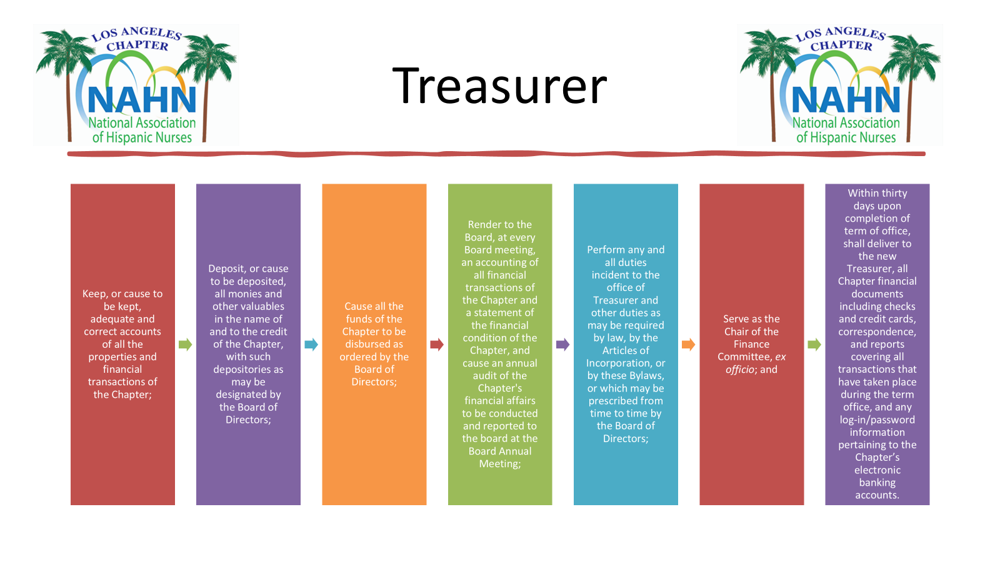 LOS ANGELES
CHAPTER
NAHN
National Association
of Hispanic Nurses
Treasurer
LOS ANGELES
CHAPTER
NAHN
National Association
of Hispanic Nurses
Keep, or cause to
be kept,
adequate and
correct accounts
of all the
properties and
financial
transactions of
the Chapter;
Deposit, or cause
to be deposited,
all monies and
other valuables
in the name of
and to the credit
of the Chapter,
with such
depositories as
may be
designated by
the Board of
Directors;
Cause all the
funds of the
Chapter to be
disbursed as
ordered by the
Board of
Directors;
Render to the
Board, at every
Board meeting,
an accounting of
all financial
transactions of
the Chapter and
a statement of
the financial
condition of the
Chapter, and
cause an annual
audit of the
Chapter's
financial affairs
to be conducted
and reported to
the board at the
Board Annual
Meeting;
Perform any and
all duties
incident to the
office of
Treasurer and
other duties as
may be required
by law, by the
Articles of
Incorporation, or
by these Bylaws,
or which may be
prescribed from
time to time by
the Board of
Directors;
Serve as the
Chair of the
Finance
Committee, ex
officio; and
Within thirty
days upon
completion of
term of office,
shall deliver to
the new
Treasurer, all
Chapter financial
documents
including checks
and credit cards,
correspondence,
and reports
covering all
transactions that
have taken place
during the term
office, and any
log-in/password
information
pertaining to the
Chapter’s
electronic
banking
accounts.